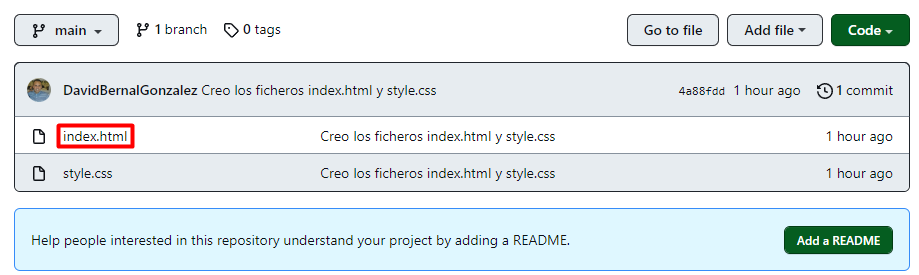 main 1 branch 0 tags Go to file Add file Code
DavidBernalGonzalez Creo los ficheros index.html y style.css 4a88fdd 1 hour ago 1 commit
index.html Creo los ficheros index.html y style.css 1 hour ago
style.css Creo los ficheros index.html y style.css 1 hour ago
Help people interested in this repository understand your project by adding a README. Add a README